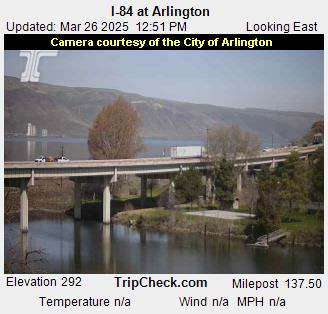 I-84 at Arlington
Updated: Mar 26 2025 12:51 PM Looking East
Camera courtesy of the City of Arlington
Elevation 292 TripCheck.com Milepost 137.50
Temperature n/a Wind n/a MPH n/a